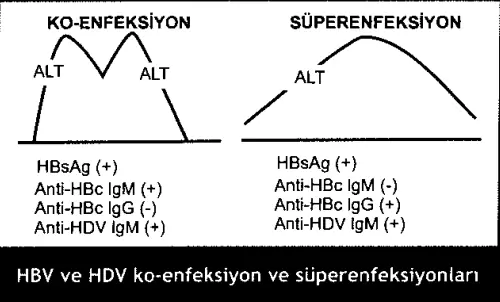 KO-ENFEKSİYON
ALT
ALT
HBsAg (+)
Anti-HBc IgM (+)
Anti-HBc IgG (-)
Anti-HDV IgM (+)
SÜPERENFEKSİYON
ALT
HBsAg (+)
Anti-HBc IgM (-)
Anti-HBc IgG (+)
Anti-HDV IgM (+)
HBV ve HDV ko-enfeksiyon ve süperenfeksiyonları